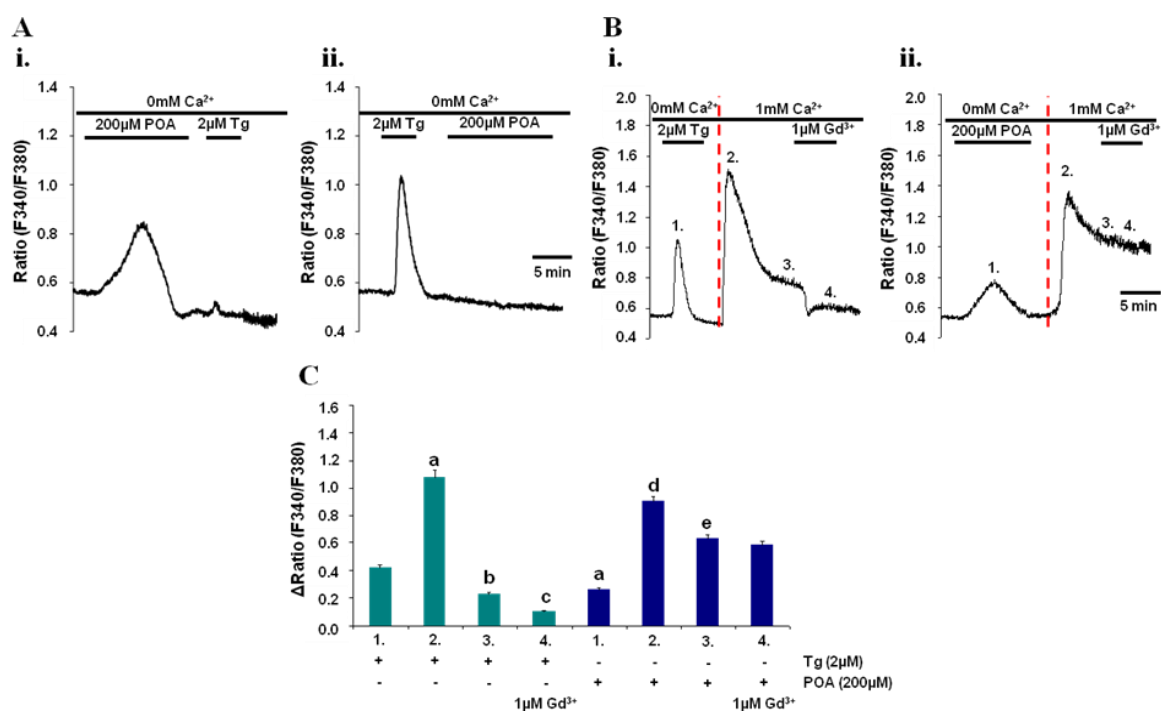 A
i.
0mM Ca²⁺
200µM POA
2µM Tg
Ratio (F340/F380)
1.4
1.2
1.0
0.8
0.6
0.4
ii.
0mM Ca²⁺
2µM Tg
200µM POA
Ratio (F340/F380)
1.4
1.2
1.0
0.8
0.6
0.4
5 min
B
i.
0mM Ca²⁺
1mM Ca²⁺
2µM Tg
1µM Gd³⁺
Ratio (F340/F380)
2.0
1.8
1.6
1.4
1.2
1.0
0.8
0.6
0.4
1.
2.
3.
4.
ii.
0mM Ca²⁺
1mM Ca²⁺
200µM POA
1µM Gd³⁺
Ratio (F340/F380)
2.0
1.8
1.6
1.4
1.2
1.0
0.8
0.6
0.4
1.
2.
3.
4.
5 min
C
ΔRatio (F340/F380)
1.6
1.4
1.2
1.0
0.8
0.6
0.4
0.2
0.0
a
b
c
a
d
e
1. 2. 3. 4. 1. 2. 3. 4.
+ + + + - - - - Tg (2µM)
- - - - + + + + POA (200µM)
1µM Gd³⁺ 1µM Gd³⁺